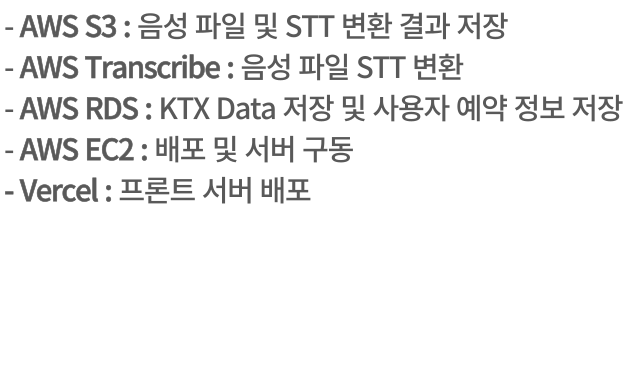 - AWS S3 : 음성 파일 및 STT 변환 결과 저장
- AWS Transcribe : 음성 파일 STT 변환
- AWS RDS : KTX Data 저장 및 사용자 예약 정보 저장
- AWS EC2 : 배포 및 서버 구동
- Vercel : 프론트 서버 배포